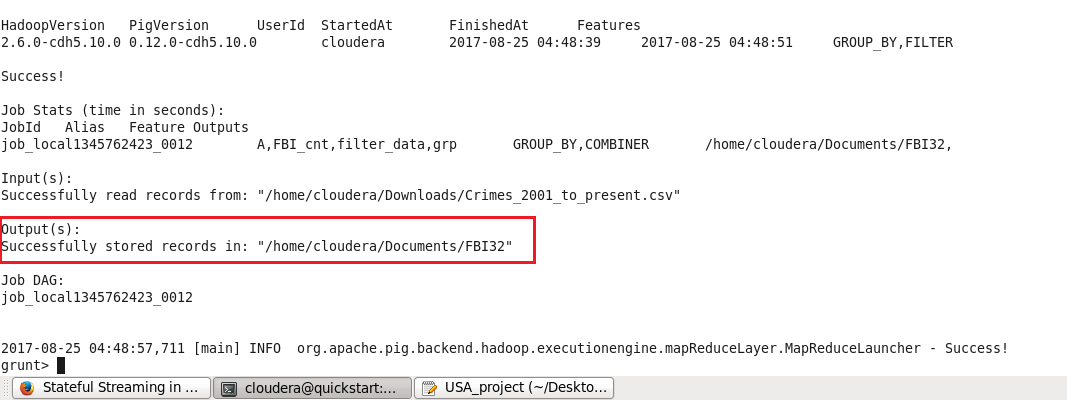 HadoopVersion PigVersion UserId StartedAt FinishedAt Features
2.6.0-cdh5.10.0 0.12.0-cdh5.10.0 cloudera 2017-08-25 04:48:39 2017-08-25 04:48:51 GROUP_BY,FILTER
Success!
Job Stats (time in seconds):
JobId Alias Feature Outputs
job_local1345762423_0012 A,FBI_cnt,filter_data,grp GROUP_BY,COMBINER /home/cloudera/Documents/FBI32,
Input(s):
Successfully read records from: "/home/cloudera/Downloads/Crimes_2001_to_present.csv"
Output(s):
Successfully stored records in: "/home/cloudera/Documents/FBI32"
Job DAG:
job_local1345762423_0012
2017-08-25 04:48:57,711 [main] INFO org.apache.pig.backend.hadoop.executionengine.mapReduceLayer.MapReduceLauncher - Success!
grunt>
Stateful Streaming in ... cloudera@quickstart:... USA_project (~/Deskto...